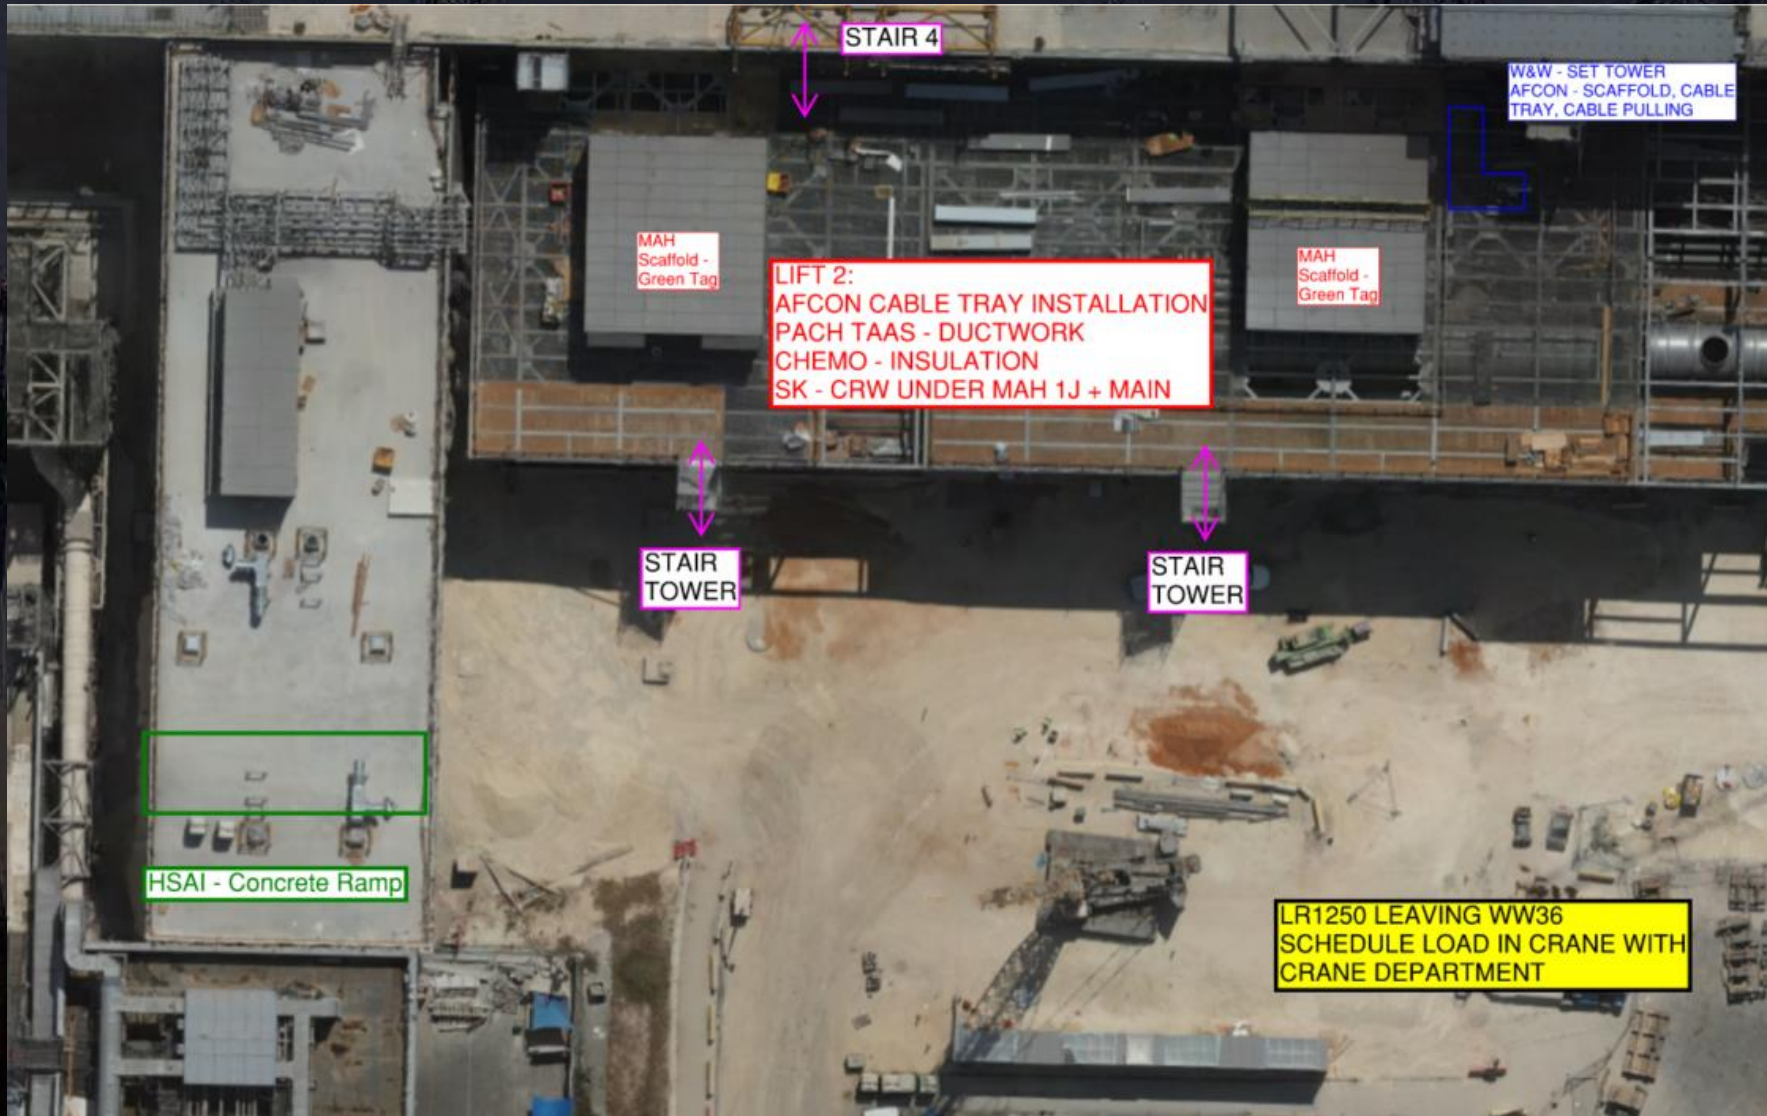 STAIR 4
W&W - SET TOWER
AFCON - SCAFFOLD, CABLE
TRAY, CABLE PULLING
MAH
Scaffold -
Green Tag
MAH
Scaffold -
Green Tag
LIFT 2:
AFCON CABLE TRAY INSTALLATION
PACH TAAS - DUCTWORK
CHEMO - INSULATION
SK - CRW UNDER MAH 1J + MAIN
STAIR
TOWER
STAIR
TOWER
HSAI - Concrete Ramp
LR1250 LEAVING WW36
SCHEDULE LOAD IN CRANE WITH
CRANE DEPARTMENT